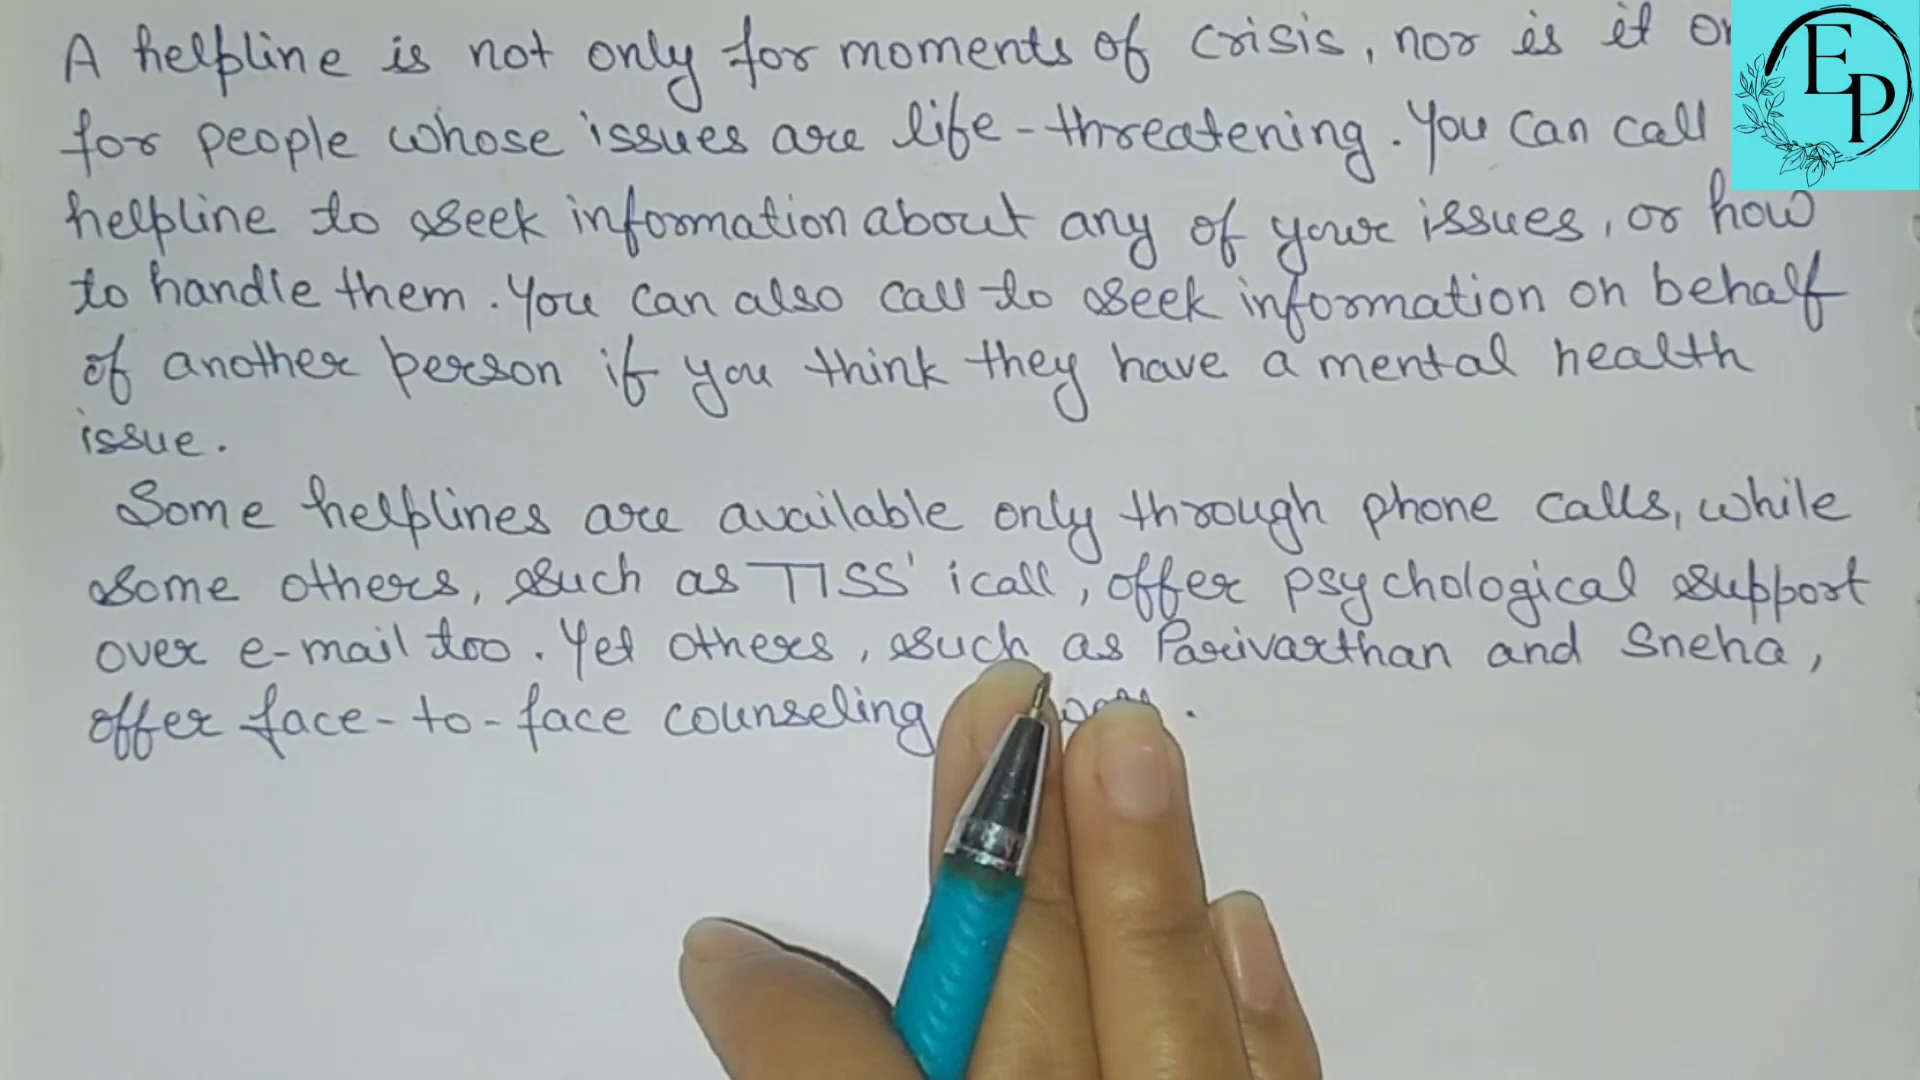 A helpline is not only for moments of crisis, nor is it
for people whose issues are life-threatening. You can call
helpline to seek information about any of your issues, or how
to handle them. You can also call to seek information on behalf
of another person if you think they have a mental health
issue.
Some helplines are available only through phone calls, while
some others, such as TISS' icall, offer psychological support
over e-mail too. Yet others, such as Parivarthan and Sneha,
offer face-to-face counseling
EP